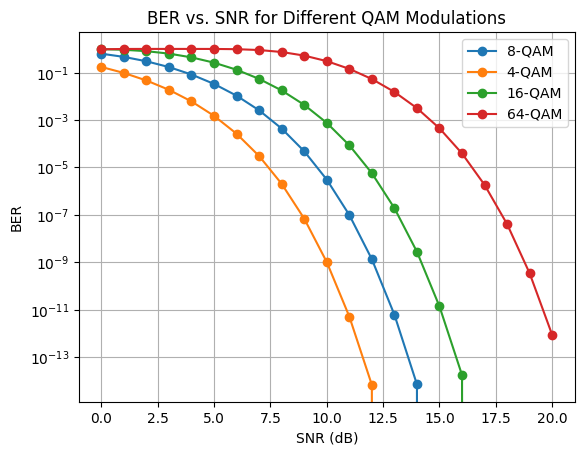 BER vs. SNR for Different QAM Modulations
8-QAM
4-QAM
16-QAM
64-QAM
10⁻¹
10⁻³
10⁻⁵
10⁻⁷
10⁻⁹
10⁻¹¹
10⁻¹³
BER
0.0 2.5 5.0 7.5 10.0 12.5 15.0 17.5 20.0
SNR (dB)